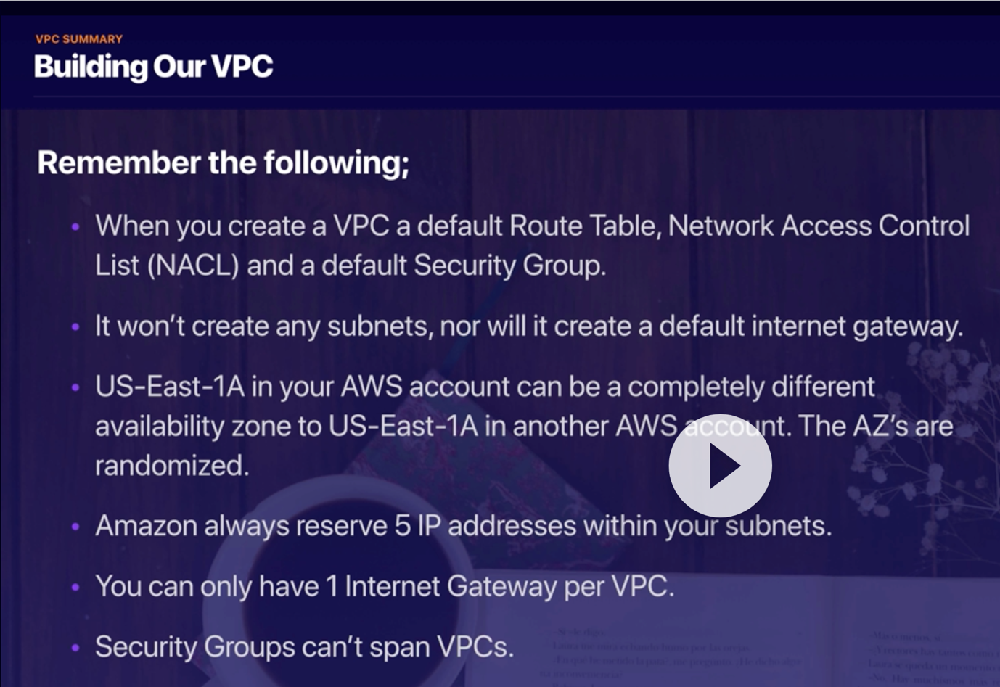 VPC SUMMARY
Building Our VPC
Remember the following;
• When you create a VPC a default Route Table, Network Access Control
List (NACL) and a default Security Group.
• It won't create any subnets, nor will it create a default internet gateway.
• US-East-1A in your AWS account can be a completely different
availability zone to US-East-1A in another AWS account. The AZ's are
randomized.
• Amazon always reserve 5 IP addresses within your subnets.
• You can only have 1 Internet Gateway per VPC.
• Security Groups can't span VPCs.